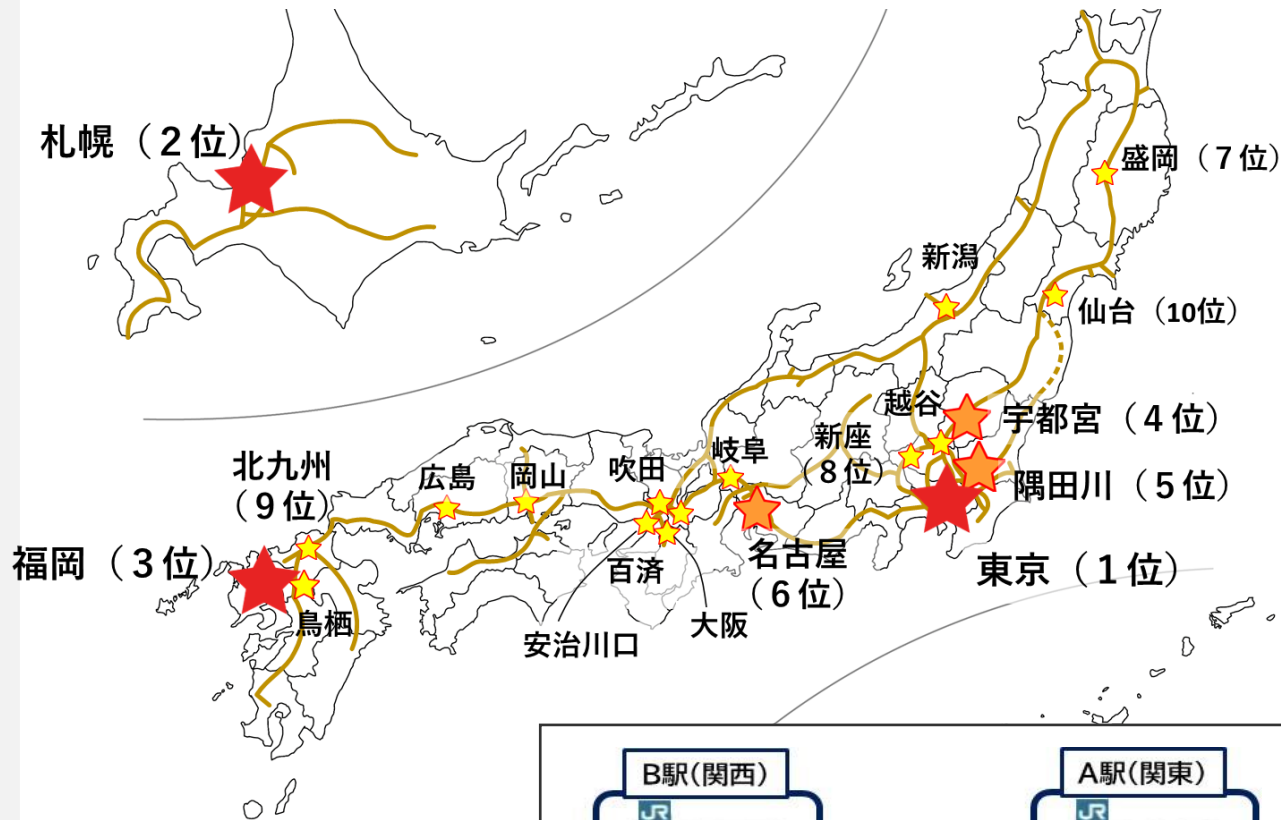 札幌（２位）
盛岡（７位）
新潟
仙台（10位）
越谷
宇都宮（４位）
新座
（８位）
隅田川（５位）
岐阜
吹田
岡山
広島
北九州
（９位）
福岡（３位）
鳥栖
百済
安治川口
大阪
名古屋
（６位）
東京（１位）
B駅(関西)
A駅(関東)
JR
JR